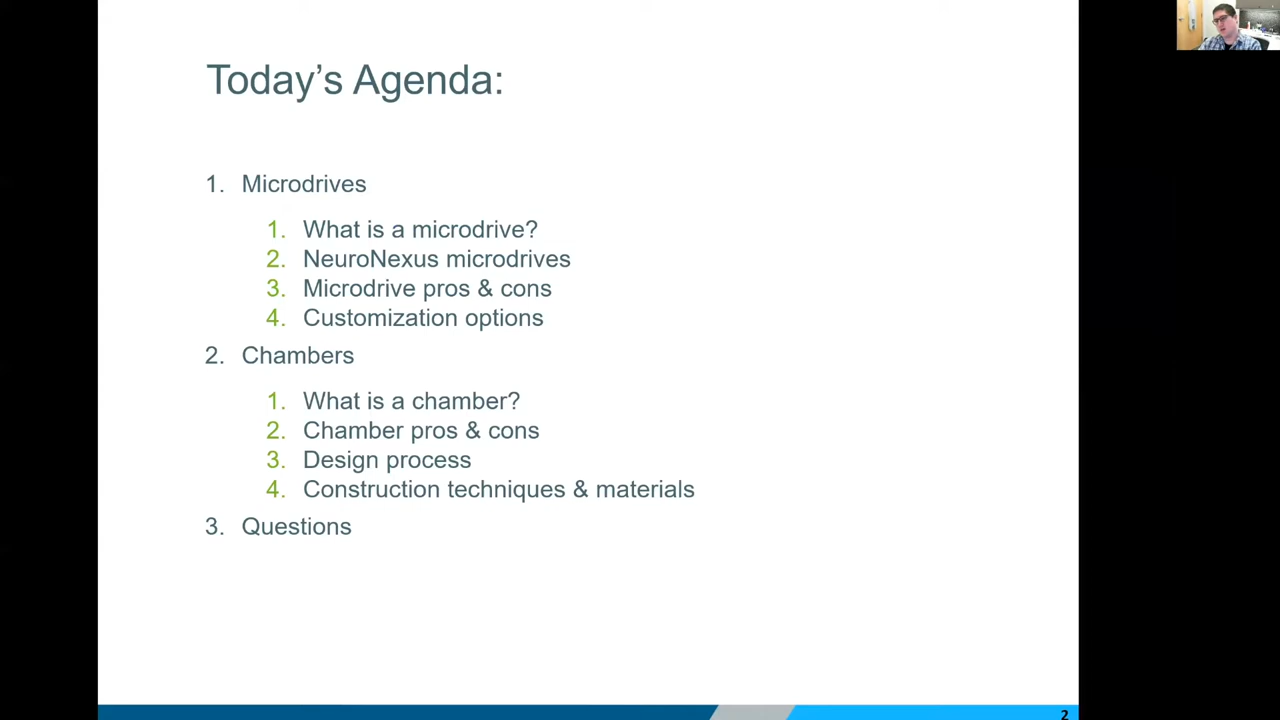 Today's Agenda:
1. Microdrives
1. What is a microdrive?
2. NeuroNexus microdrives
3. Microdrive pros & cons
4. Customization options
2. Chambers
1. What is a chamber?
2. Chamber pros & cons
3. Design process
4. Construction techniques & materials
3. Questions
2